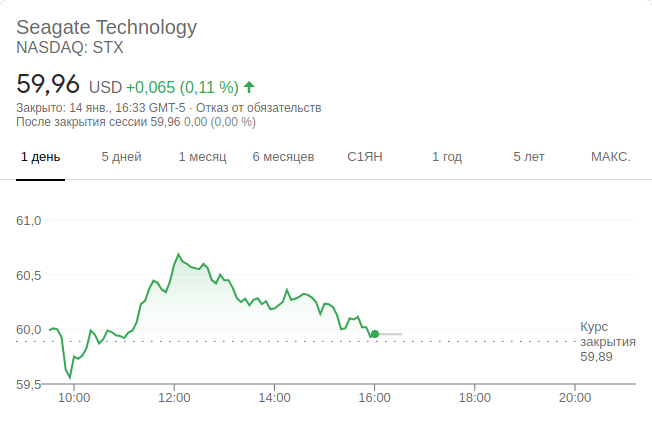 Seagate Technology
NASDAQ: STX
59,96 USD +0,065 (0,11 %)
Закрыто: 14 янв., 16:33 GMT-5 · Отказ от обязательств
После закрытия сессии 59,96 0,00 (0,00 %)
1 день 5 дней 1 месяц 6 месяцев С1ЯН 1 год 5 лет МАКС.
61,0
60,5
60,0
Курс
закрытия
59,89
59,5
10:00 12:00 14:00 16:00 18:00 20:00